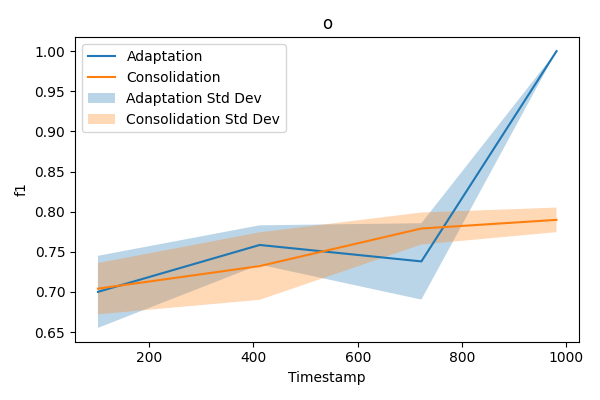 o
Adaptation
Consolidation
Adaptation Std Dev
Consolidation Std Dev
1.00
0.95
0.90
0.85
0.80
0.75
0.70
0.65
f1
200
400
600
800
1000
Timestamp